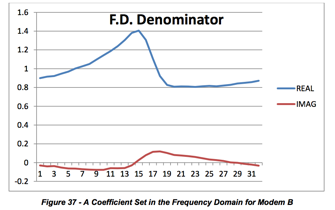 F.D. Denominator
1.6
1.4
1.2
1
0.8
0.6
0.4
0.2
0
-0.2
REAL
IMAG
1 3 5 7 9 11 13 15 17 19 21 23 25 27 29 31
Figure 37 - A Coefficient Set in the Frequency Domain for Modem B